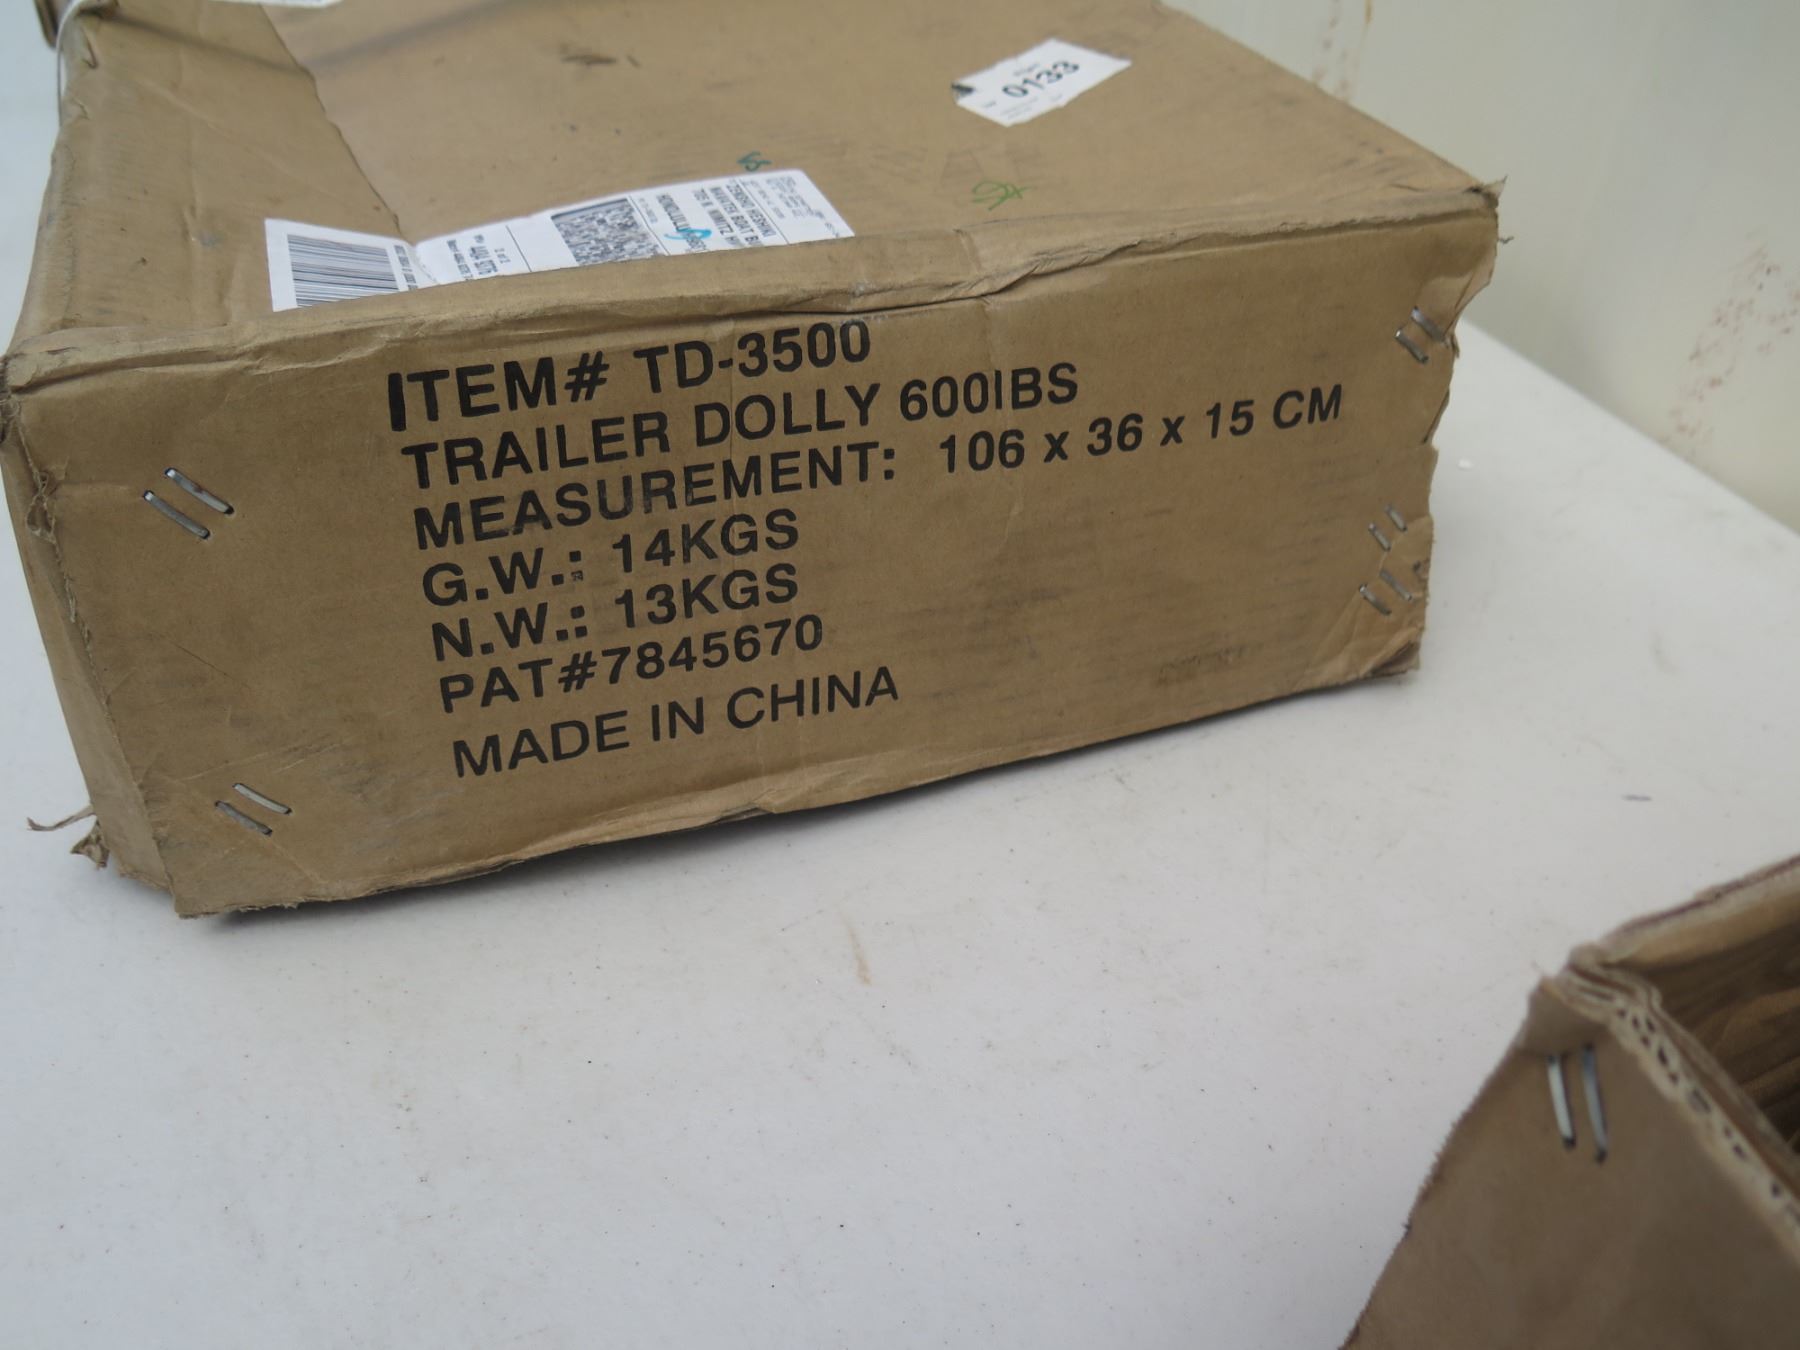 0133
HONOLULU
ITEM# TD-3500
TRAILER DOLLY 600IBS
MEASUREMENT: 106 x 36 x 15 CM
G.W.: 14KGS
N.W.: 13KGS
PAT#7845670
MADE IN CHINA